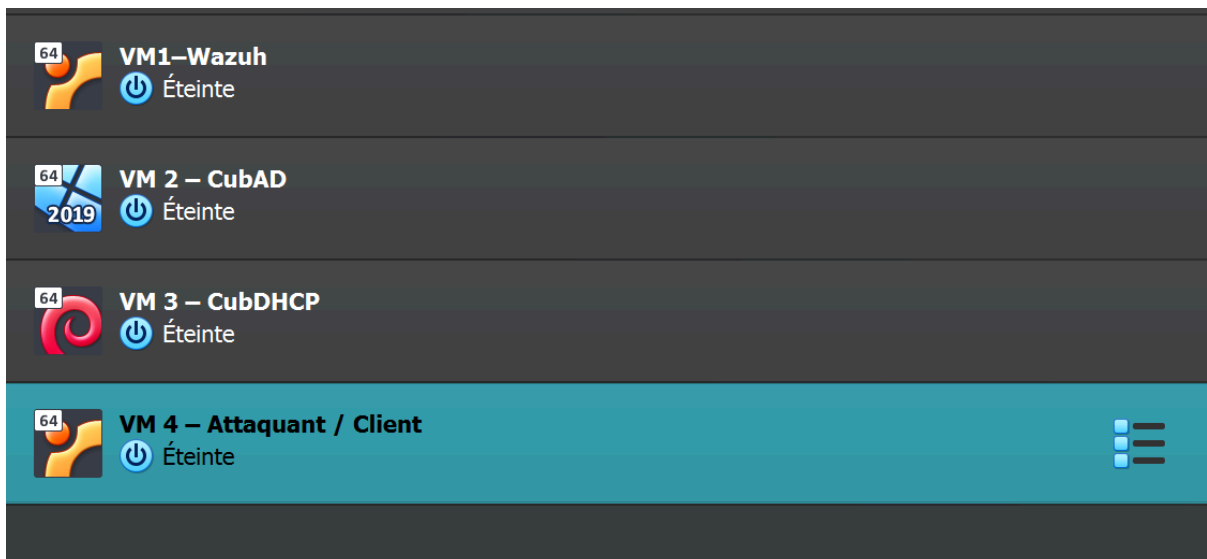 64
VM1–Wazuh
Éteinte
64
2019
VM 2 – CubAD
Éteinte
64
VM 3 – CubDHCP
Éteinte
64
VM 4 – Attaquant / Client
Éteinte